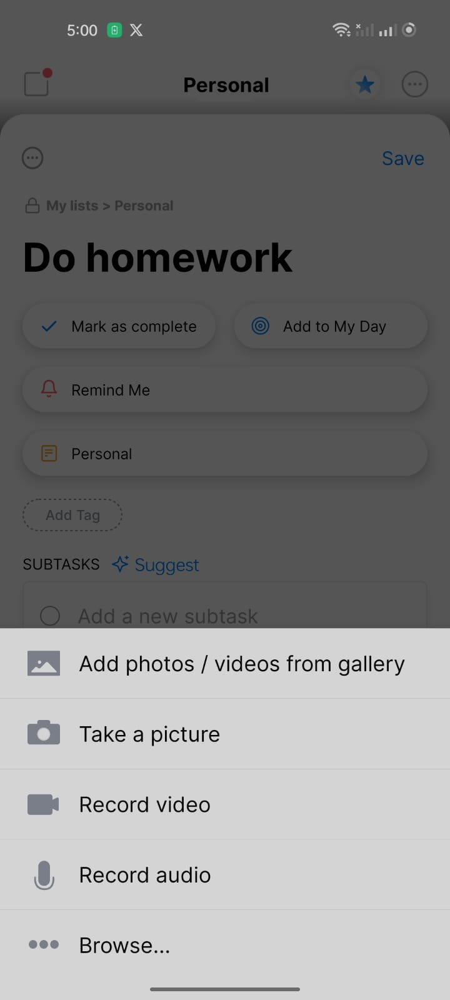 5:00
Personal
Save
My lists > Personal
Do homework
Mark as complete
Add to My Day
Remind Me
Personal
Add Tag
SUBTASKS Suggest
Add a new subtask
Add photos / videos from gallery
Take a picture
Record video
Record audio
Browse...